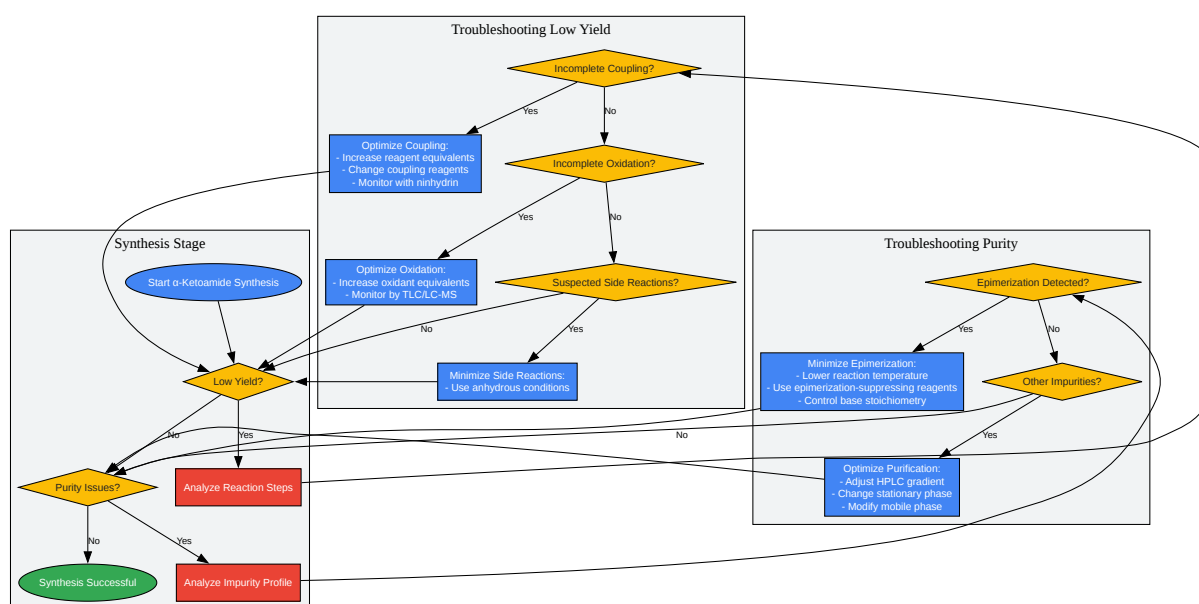 Troubleshooting Low Yield
Incomplete Coupling?
Yes
No
Optimize Coupling:
- Increase reagent equivalents
- Change coupling reagents
- Monitor with ninhydrin
Incomplete Oxidation?
Yes
No
Optimize Oxidation:
- Increase oxidant equivalents
- Monitor by TLC/LC-MS
Suspected Side Reactions?
No
Yes
Minimize Side Reactions:
- Use anhydrous conditions
Synthesis Stage
Start α-Ketoamide Synthesis
Low Yield?
No
Yes
Purity Issues?
Analyze Reaction Steps
No
Yes
Synthesis Successful
Analyze Impurity Profile
Troubleshooting Purity
Epimerization Detected?
Yes
No
Minimize Epimerization:
- Lower reaction temperature
- Use epimerization-suppressing reagents
- Control base stoichiometry
Other Impurities?
No
Yes
Optimize Purification:
- Adjust HPLC gradient
- Change stationary phase
- Modify mobile phase